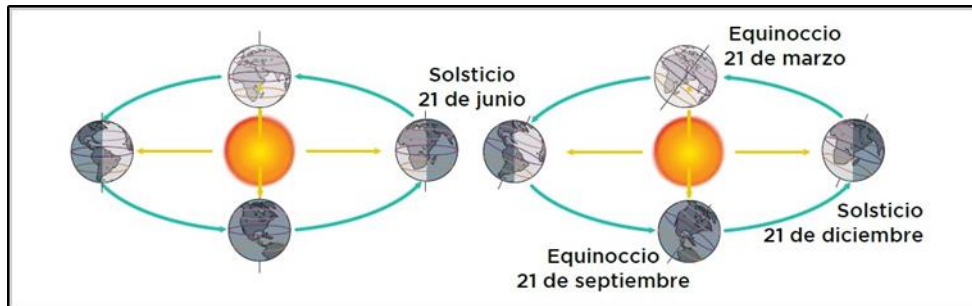 Equinoccio
21 de marzo
Solsticio
21 de junio
Solsticio
21 de diciembre
Equinoccio
21 de septiembre